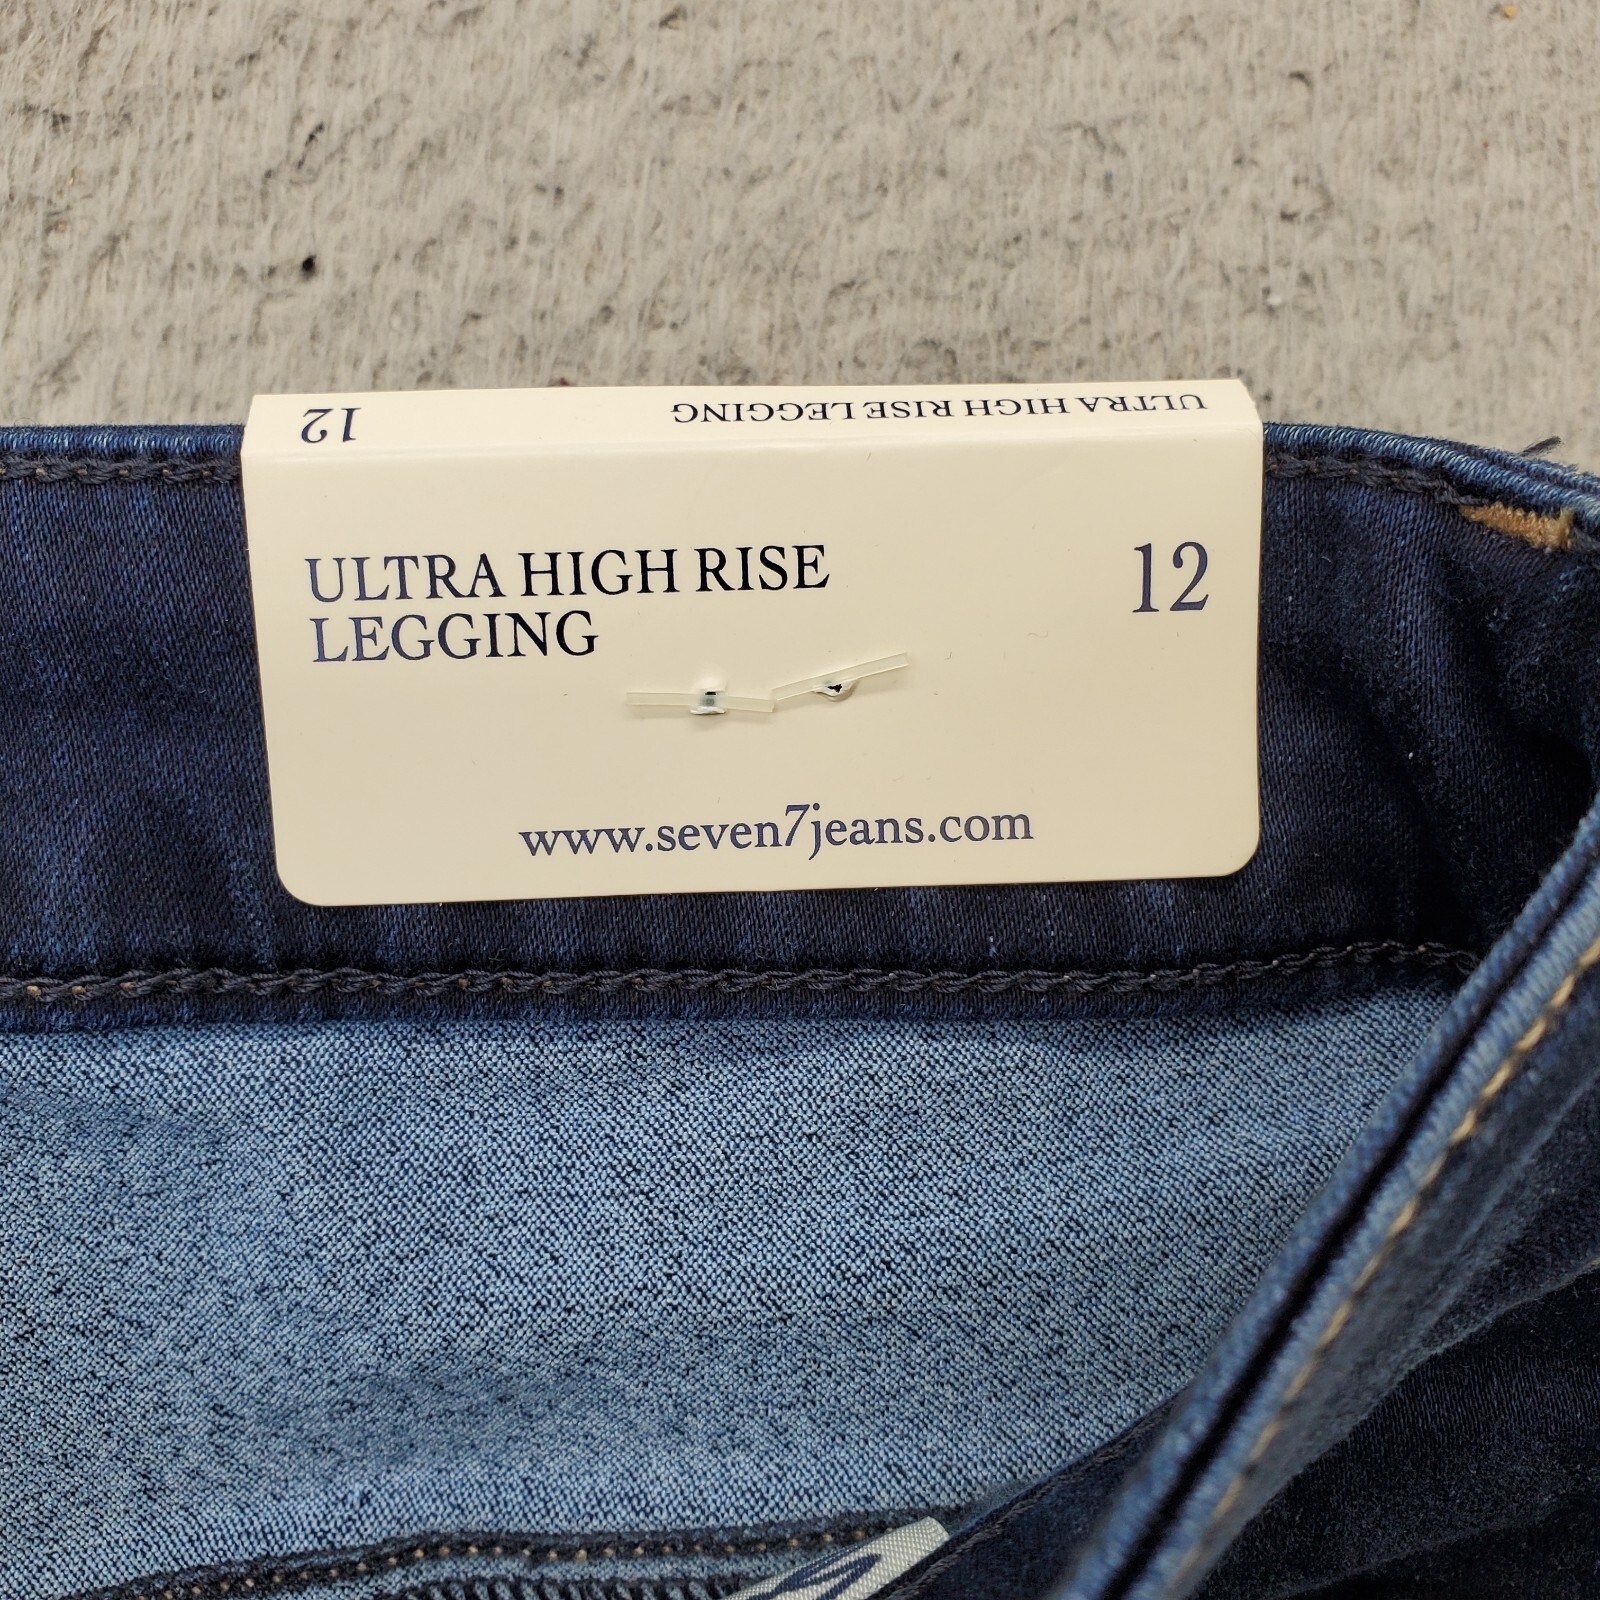 12 ULTRA HIGH RISE LEGGING
ULTRA HIGH RISE 12
LEGGING
www.seven7jeans.com